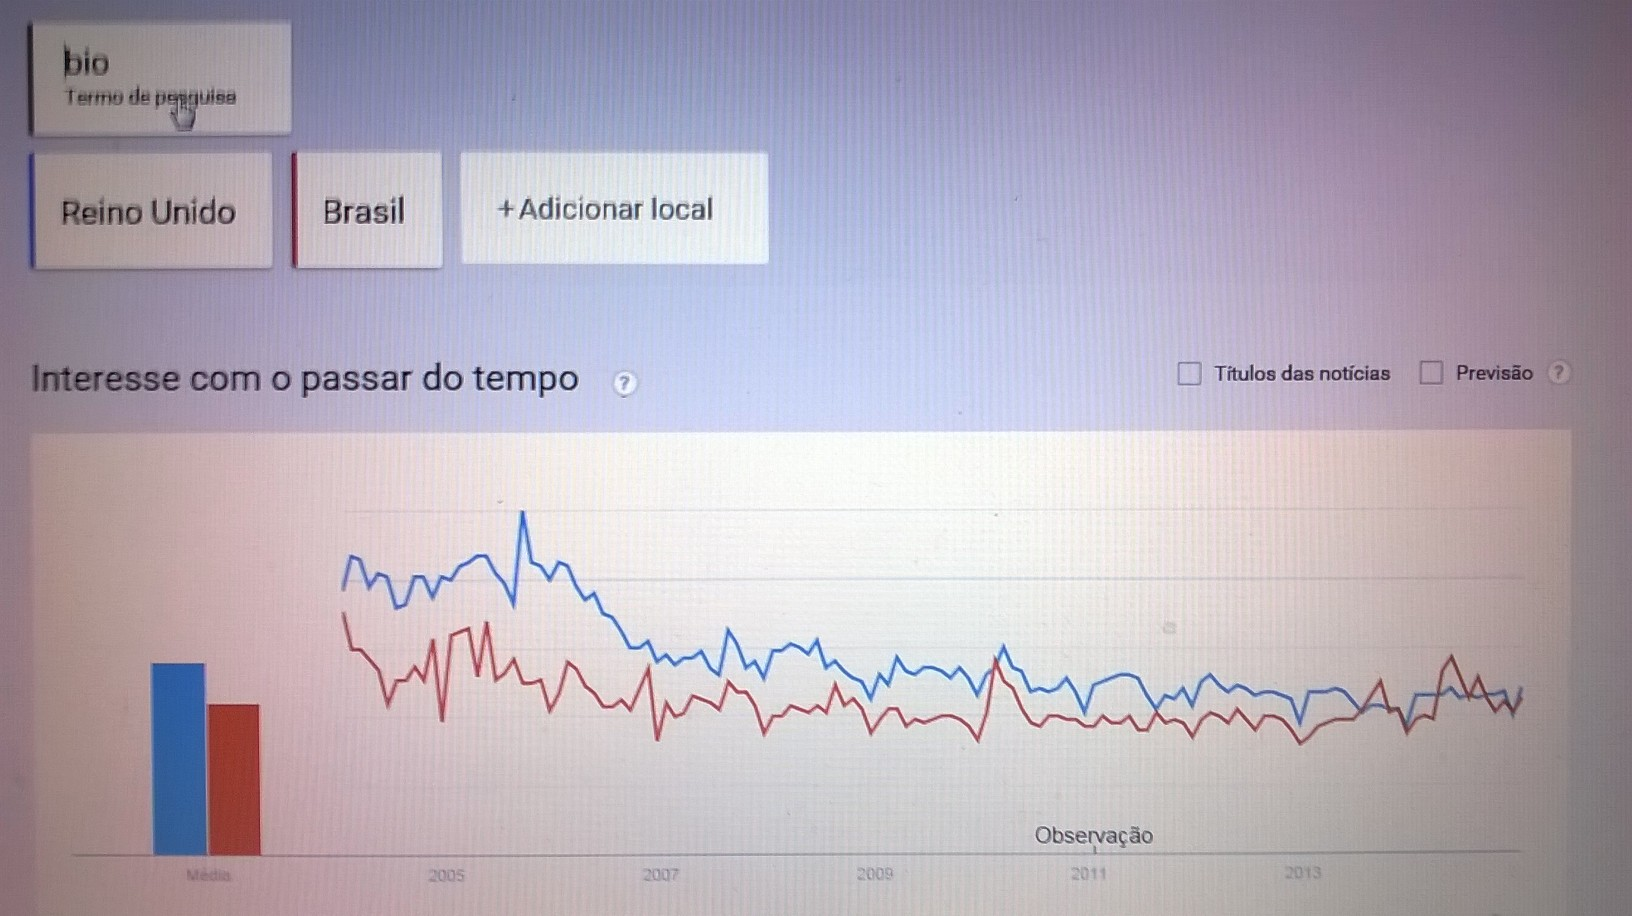 bio
Termo de pesquisa
Reino Unido
Brasil
+Adicionar local
Interesse com o passar do tempo ?
Títulos das notícias
Previsão ?
Observação
Média
2005
2007
2009
2011
2013